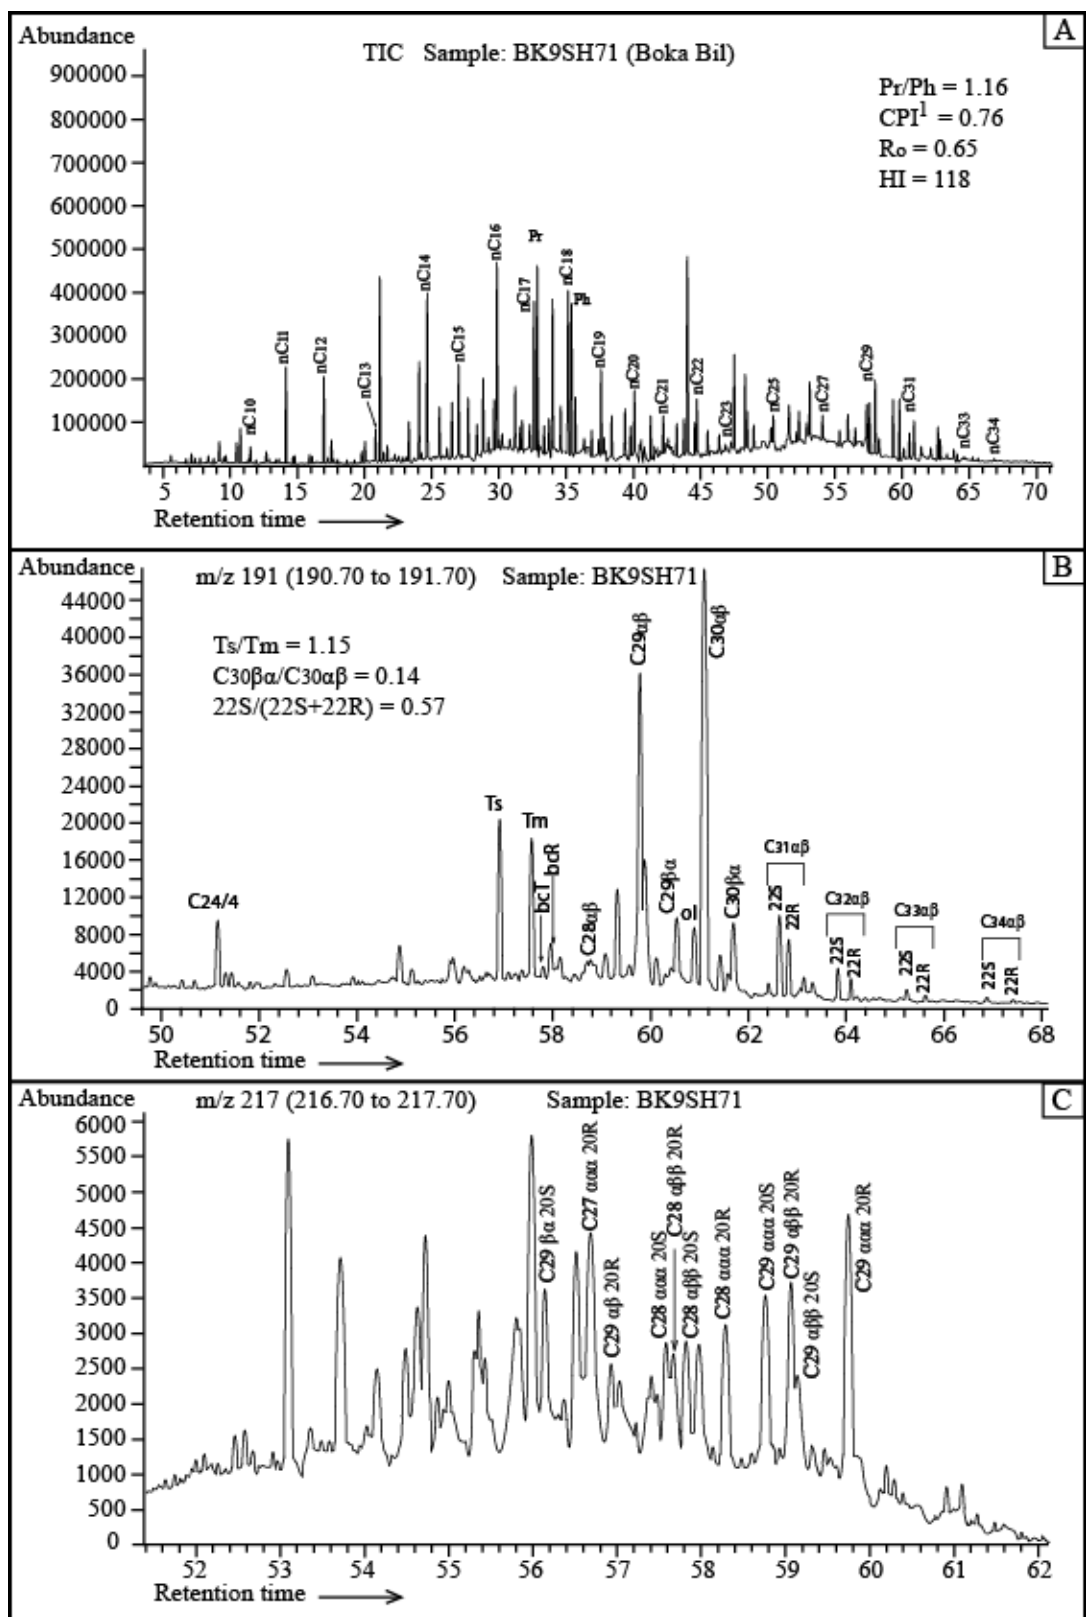 A
Abundance
TIC Sample: BK9SH71 (Boka Bil)
Pr/Ph = 1.16
CPI¹ = 0.76
Ro = 0.65
HI = 118
900000
800000
700000
600000
500000
400000
300000
200000
100000
nC10
nC11
nC12
nC13
nC14
nC15
nC16
nC17
Pr
nC18
Ph
nC19
nC20
nC21
nC22
nC23
nC25
nC27
nC29
nC31
nC33
nC34
5 10 15 20 25 30 35 40 45 50 55 60 65 70
Retention time
B
Abundance
m/z 191 (190.70 to 191.70) Sample: BK9SH71
Ts/Tm = 1.15
C30βα/C30αβ = 0.14
22S/(22S+22R) = 0.57
44000
40000
36000
32000
28000
24000
20000
16000
12000
8000
4000
0
C24/4
Ts
Tm
bcT
bcR
C28αβ
C29αβ
C29βα
ol
C30αβ
C30βα
C31αβ
22S
22R
C32αβ
22S
22R
C33αβ
22S
22R
C34αβ
22S
22R
50 52 54 56 58 60 62 64 66 68
Retention time
C
Abundance
m/z 217 (216.70 to 217.70) Sample: BK9SH71
6000
5500
5000
4500
4000
3500
3000
2500
2000
1500
1000
500
0
C29 βα 20S
C27 ααα 20R
C29 αβ 20R
C28 ααα 20S
C28 αββ 20R
C28 αββ 20S
C28 ααα 20R
C29 ααα 20S
C29 αββ 20R
C29 αββ 20S
C29 ααα 20R
52 53 54 55 56 57 58 59 60 61 62
Retention time